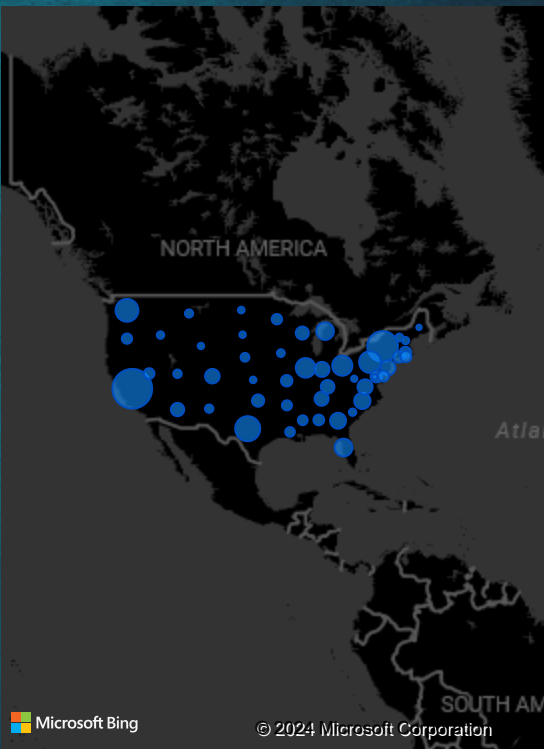 NORTH AMERICA
Atla
SOUTH AM
Microsoft Bing
© 2024 Microsoft Corporation